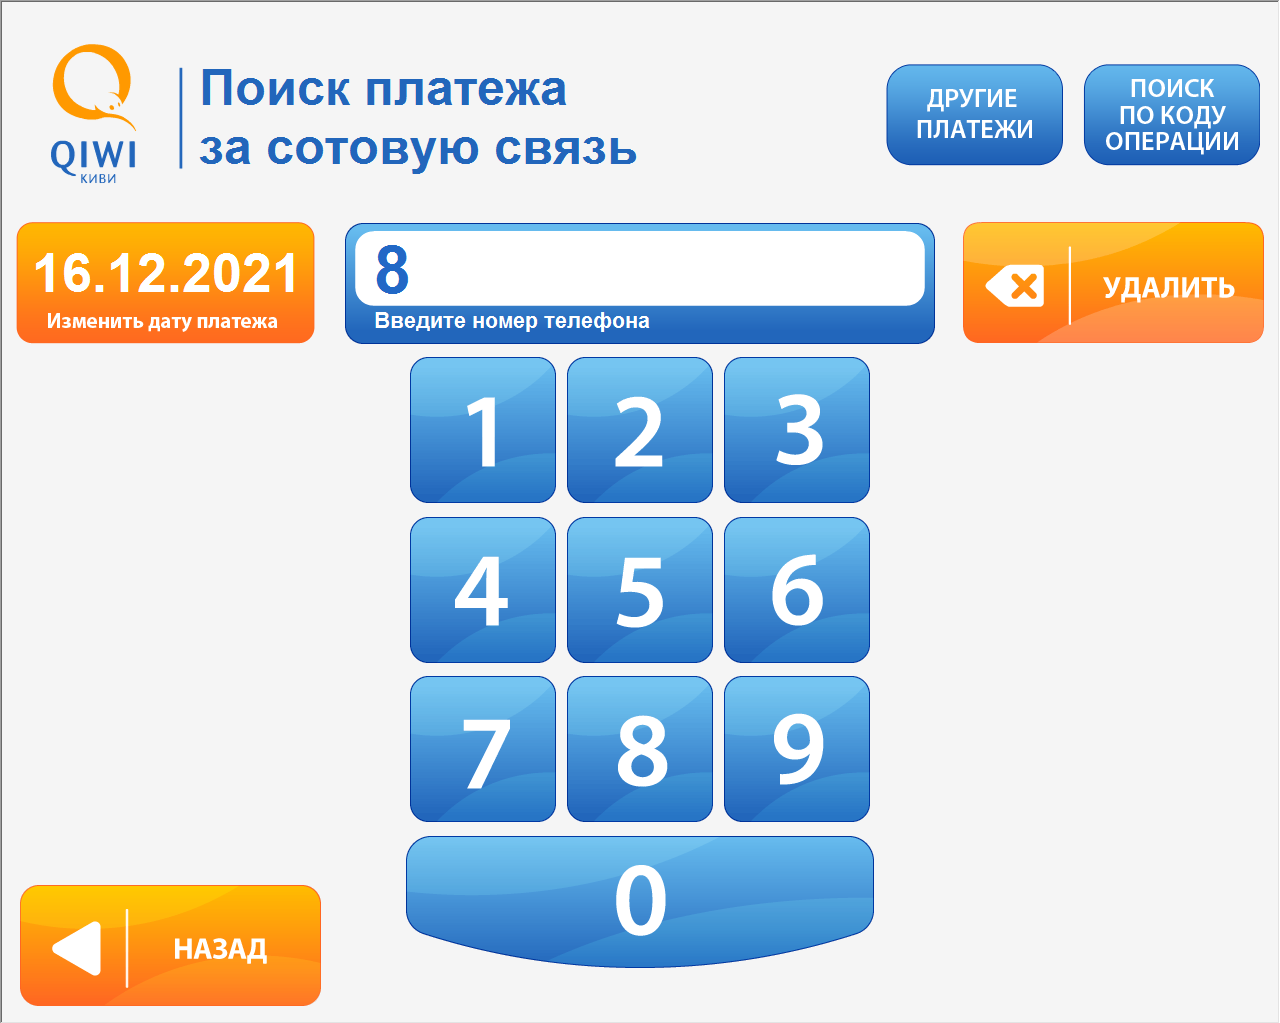 QIWI
КИВИ
Поиск платежа
за сотовую связь
ДРУГИЕ
ПЛАТЕЖИ
ПОИСК
ПО КОДУ
ОПЕРАЦИИ
16.12.2021
Изменить дату платежа
8
Введите номер телефона
УДАЛИТЬ
1 2 3
4 5 6
7 8 9
0
НАЗАД